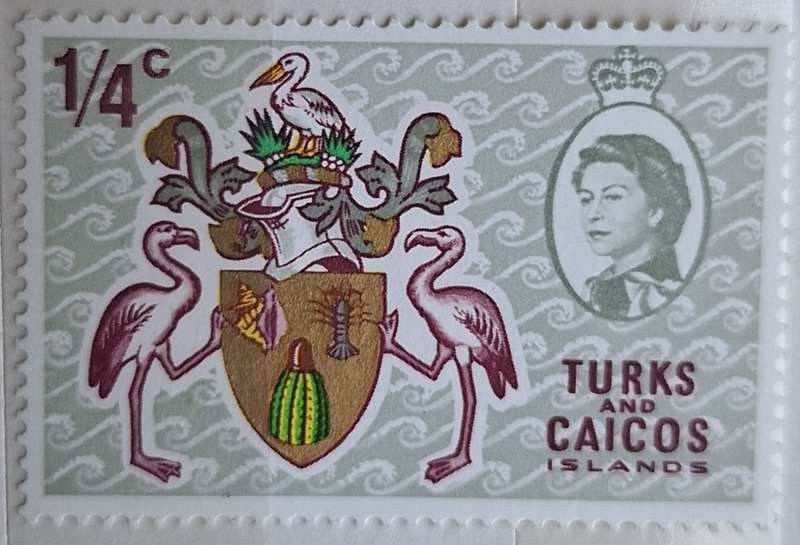 1/4c
TURKS
AND
CAICOS
ISLANDS